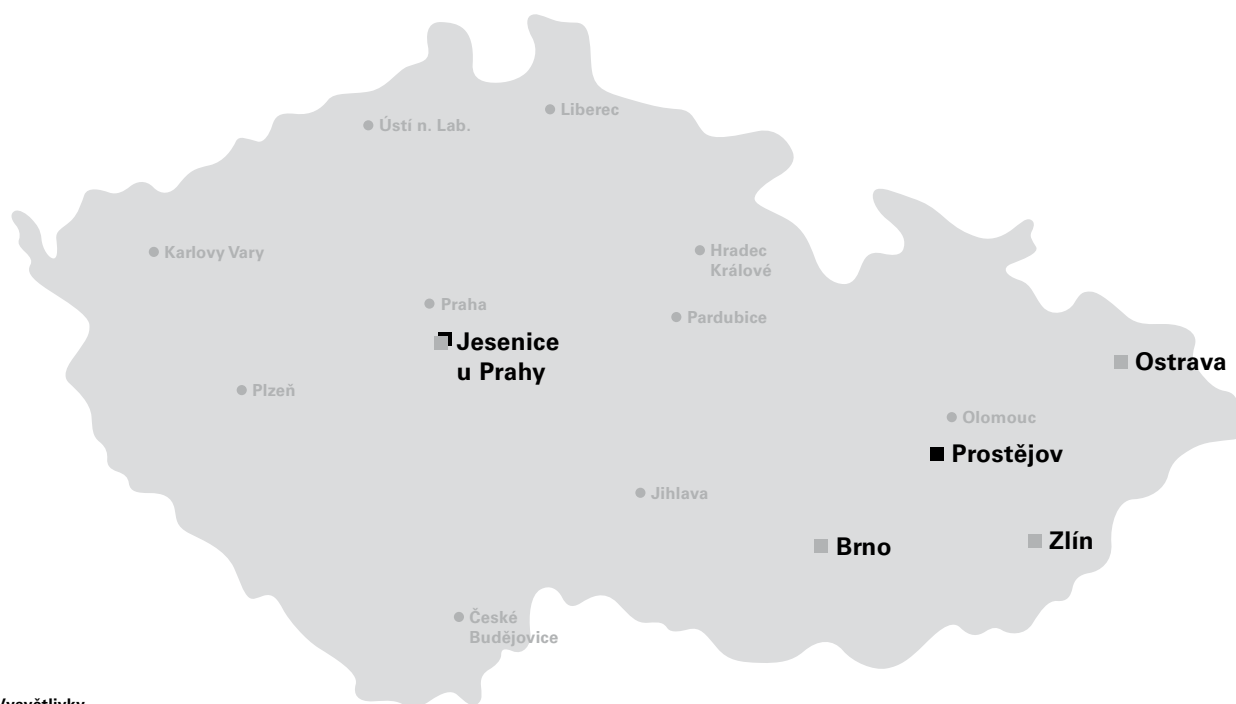 Liberec
Ústí n. Lab.
Karlovy Vary
Hradec
Králové
Praha
Pardubice
Jesenice
u Prahy
Ostrava
Plzeň
Olomouc
Prostějov
Jihlava
Brno
Zlín
České
Budějovice
Vysvětlivky